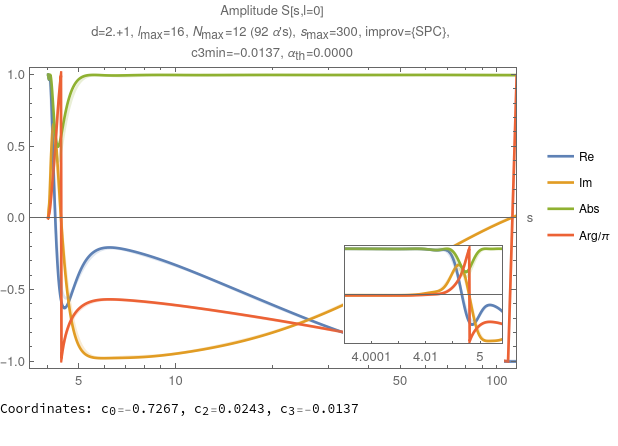 Amplitude S[s,l=0]
d=2.+1, lmax=16, Nmax=12 (92 α's), smax=300, improv={SPC},
c3min=−0.0137, αth=0.0000
1.0
0.5
0.0
−0.5
−1.0
5
10
50
100
s
Re
Im
Abs
Arg/π
4.0001
4.01
5
Coordinates: c0=-0.7267, c2=0.0243, c3=-0.0137